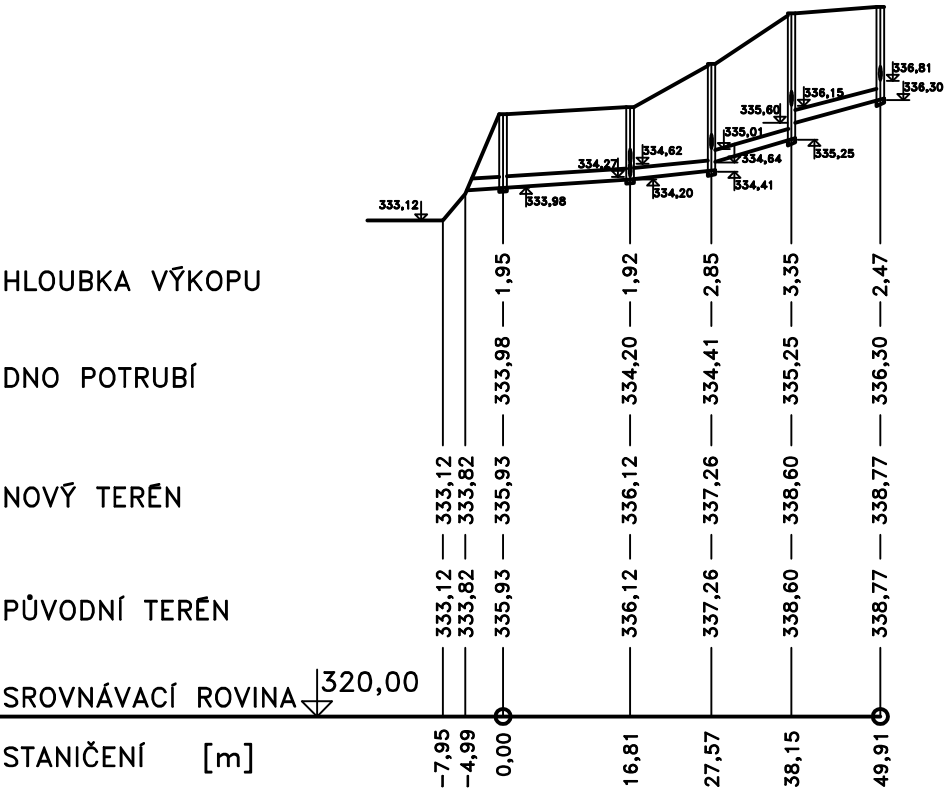 336,81
336,30
336,15
335,60
335,01
335,25
334,62
334,27
334,64
334,41
334,20
333,98
333,12
HLOUBKA VÝKOPU 1,95 1,92 2,85 3,35 2,47
DNO POTRUBÍ 333,98 334,20 334,41 335,25 336,30
NOVÝ TERÉN 333,12 333,82 335,93 336,12 337,26 338,60 338,77
PŮVODNÍ TERÉN 333,12 333,82 335,93 336,12 337,26 338,60 338,77
SROVNÁVACÍ ROVINA 320,00
STANIČENÍ [m] -7,95 -4,99 0,00 16,81 27,57 38,15 49,91